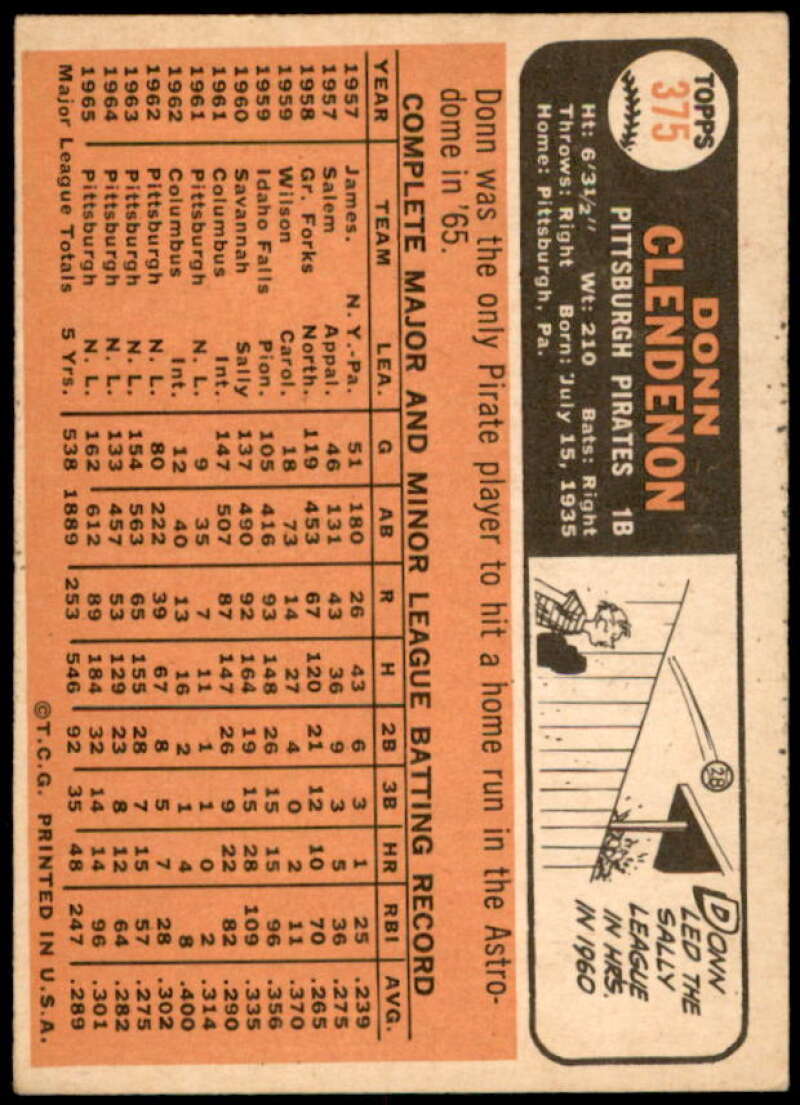 TOPPS
375
DONN
CLENDENON
PITTSBURGH PIRATES 1B
Ht: 6'3½" Wt: 210 Bats: Right
Throws: Right Born: July 15, 1935
Home: Pittsburgh, Pa.
28
DONN
LED THE
SALLY
LEAGUE
IN HRS.
IN 1960
Donn was the only Pirate player to hit a home run in the Astro-
dome in '65.
COMPLETE MAJOR AND MINOR LEAGUE BATTING RECORD
YEAR TEAM LEA. G AB R H 2B 3B HR RBI AVG.
1957 James. N. Y.-Pa. 51 180 26 43 6 3 1 25 .239
1957 Salem Appal. 46 131 43 36 9 3 5 36 .275
1958 Gr. Forks North. 119 453 67 120 21 12 10 70 .265
1959 Wilson Carol. 18 73 14 27 4 0 2 11 .370
1959 Idaho Falls Pion. 105 416 93 148 26 15 15 96 .356
1960 Savannah Sally 137 490 92 164 19 15 28 109 .335
1961 Columbus Int. 147 507 87 147 26 9 22 82 .290
1961 Pittsburgh N. L. 9 35 7 11 1 1 0 2 .314
1962 Columbus Int. 12 40 13 16 2 1 4 8 .400
1962 Pittsburgh N. L. 80 222 39 67 8 5 7 28 .302
1963 Pittsburgh N. L. 154 563 65 155 28 7 15 57 .275
1964 Pittsburgh N. L. 133 457 53 129 23 8 12 64 .282
1965 Pittsburgh N. L. 162 612 89 184 32 14 14 96 .301
Major League Totals 5 Yrs. 538 1889 253 546 92 35 48 247 .289
©T.C.G. PRINTED IN U.S.A.